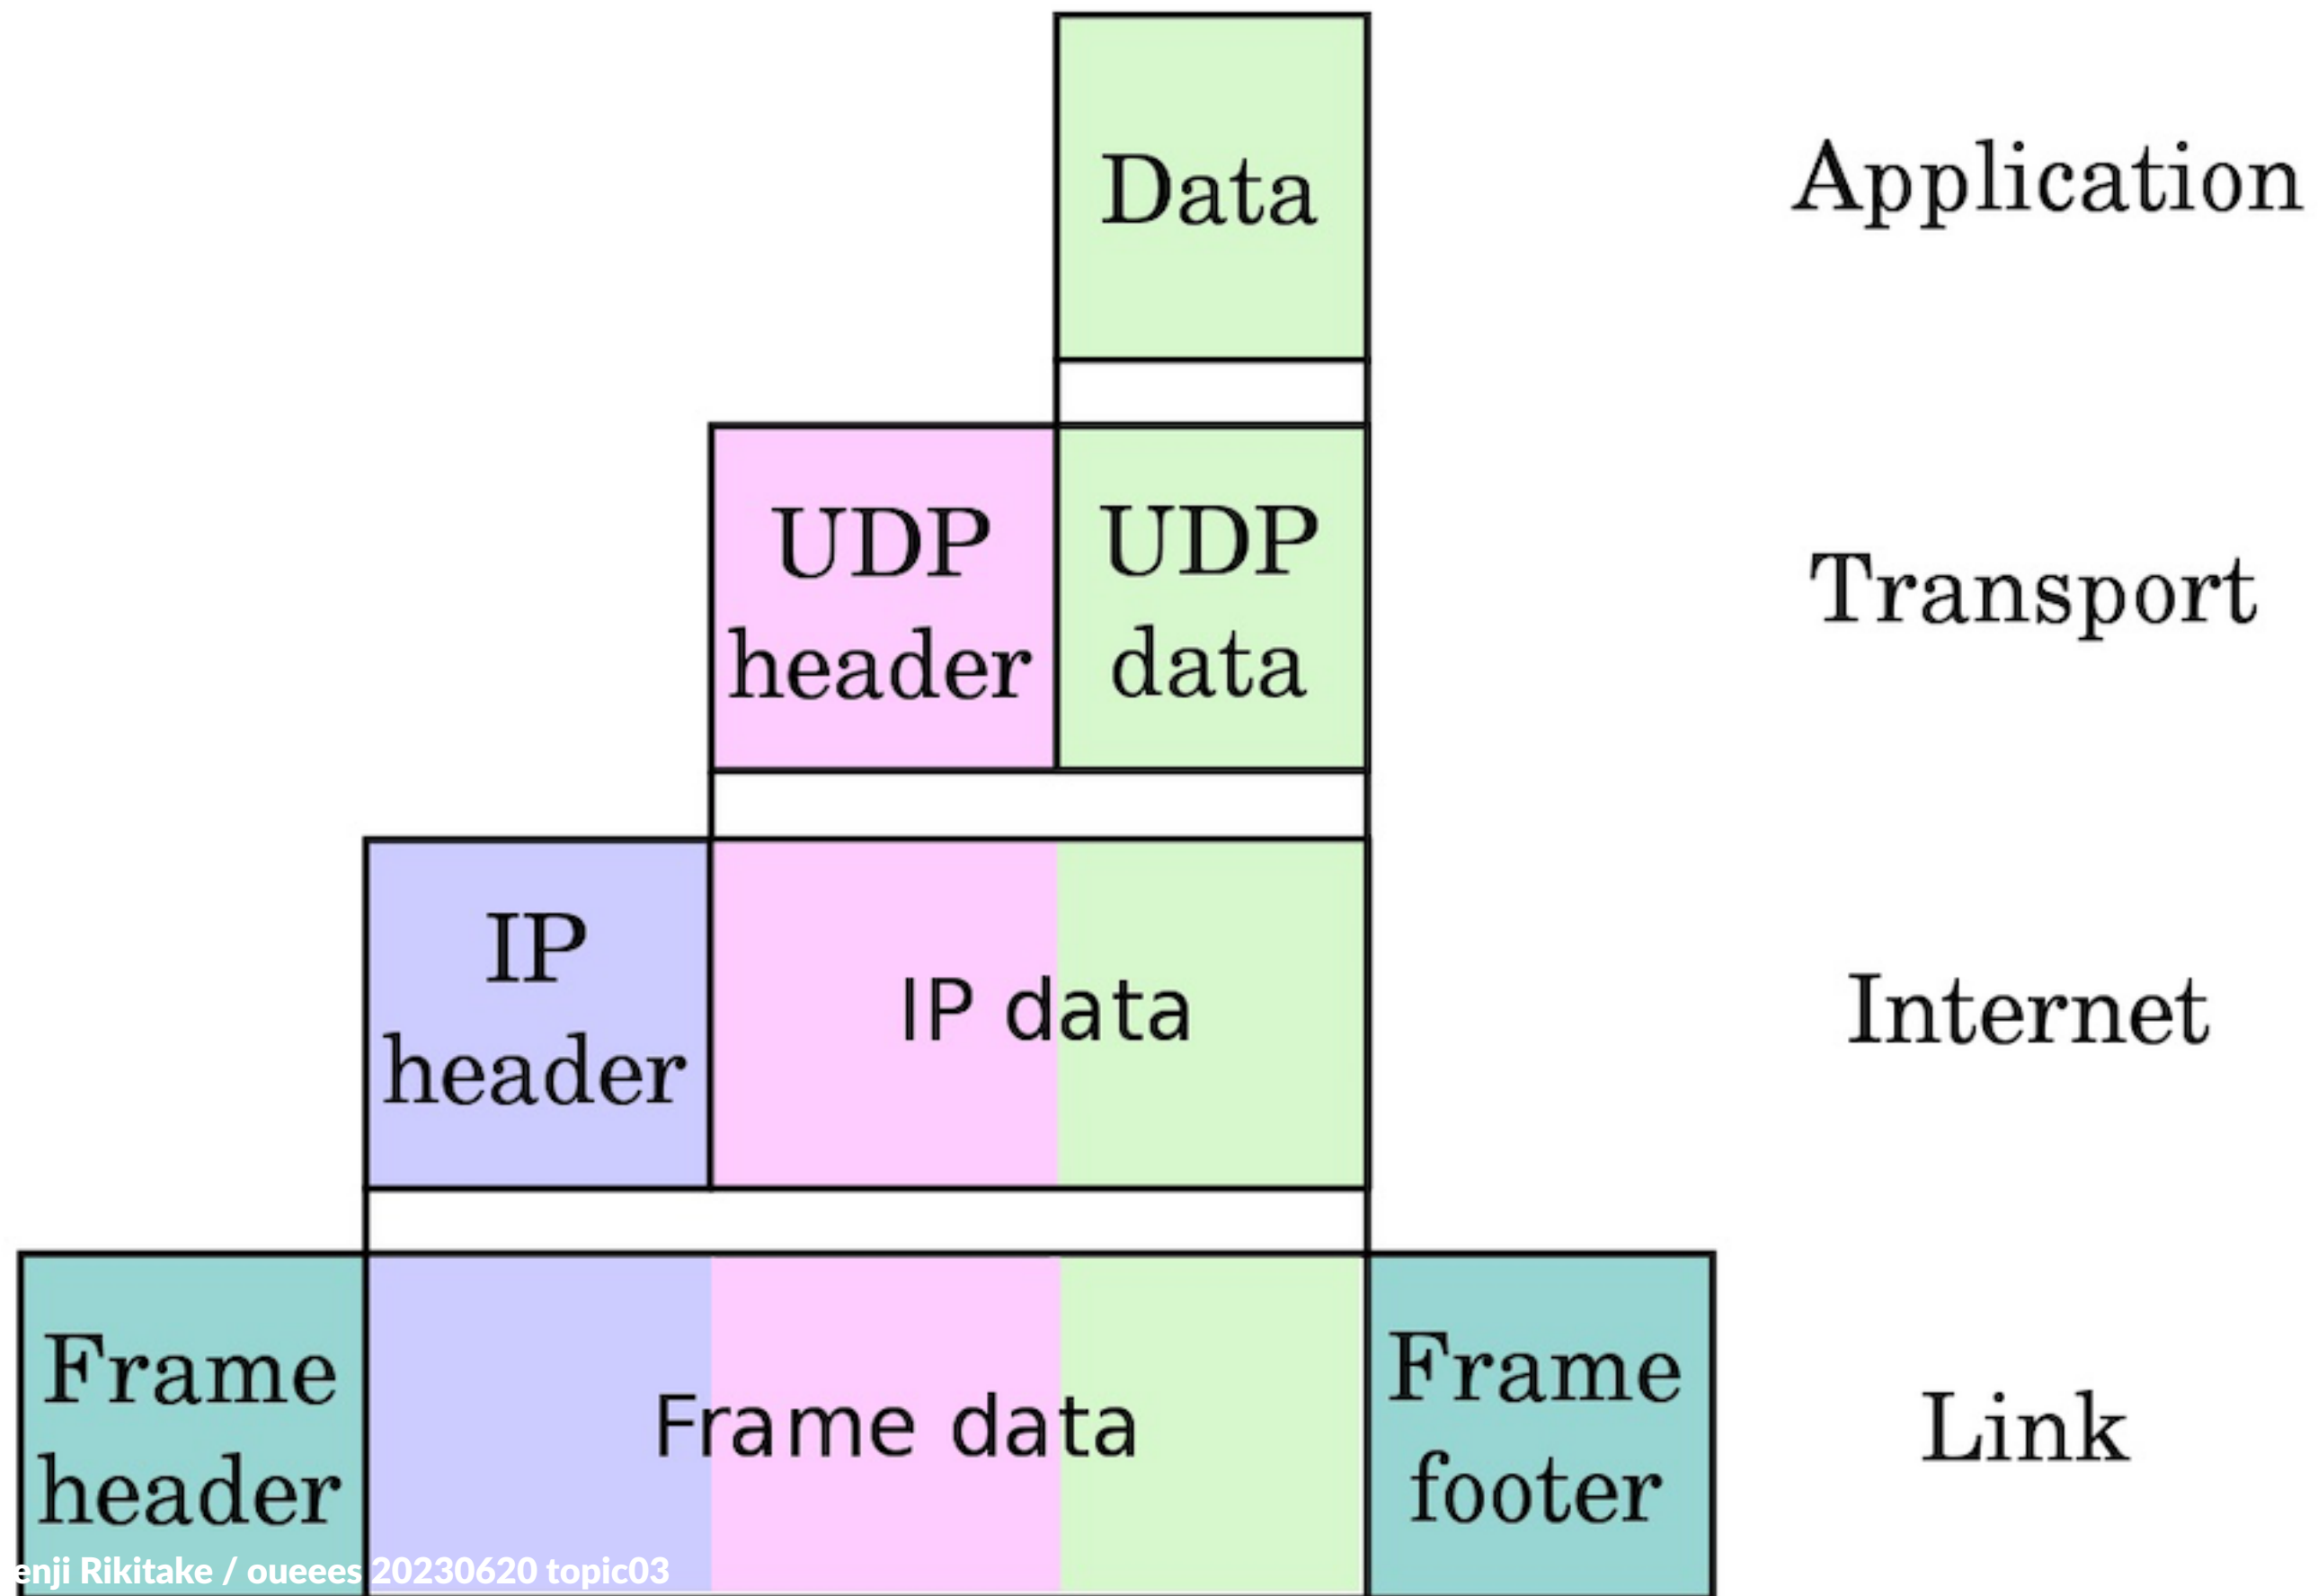 Data
Application
UDP
header
UDP
data
Transport
IP
header
IP data
Internet
Frame
header
Frame data
Frame
footer
Link
enji Rikitake / oueees 20230620 topic03